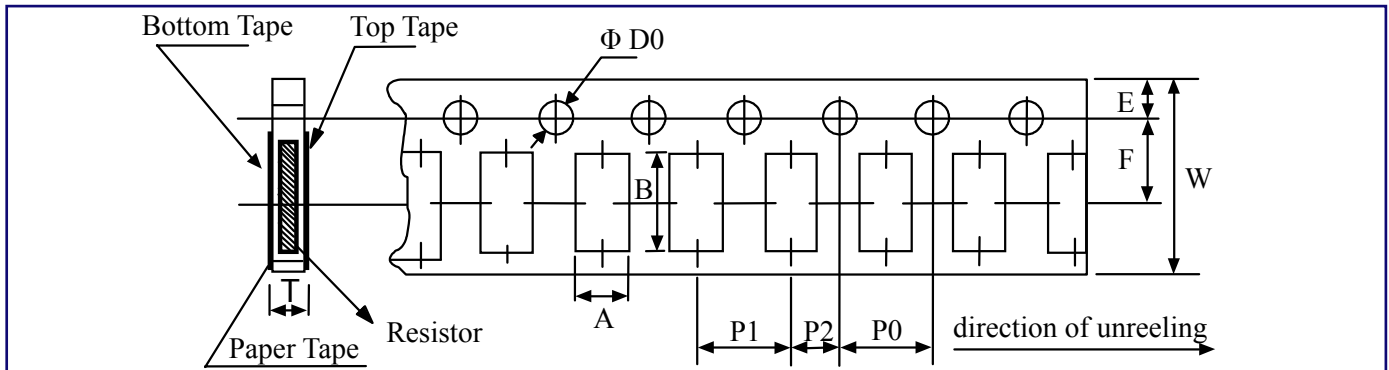 Bottom Tape
Top Tape
Φ D0
E
F
W
B
T
A
Resistor
Paper Tape
P1
P2
P0
direction of unreeling